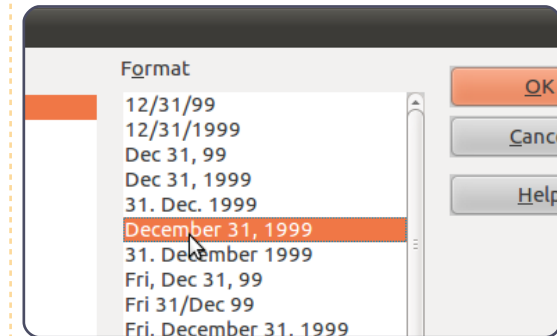 Format
12/31/99
12/31/1999
Dec 31, 99
Dec 31, 1999
31. Dec. 1999
December 31, 1999
31. December 1999
Fri, Dec 31, 99
Fri 31/Dec 99
Fri, December 31, 1999
OK
Canc
Help